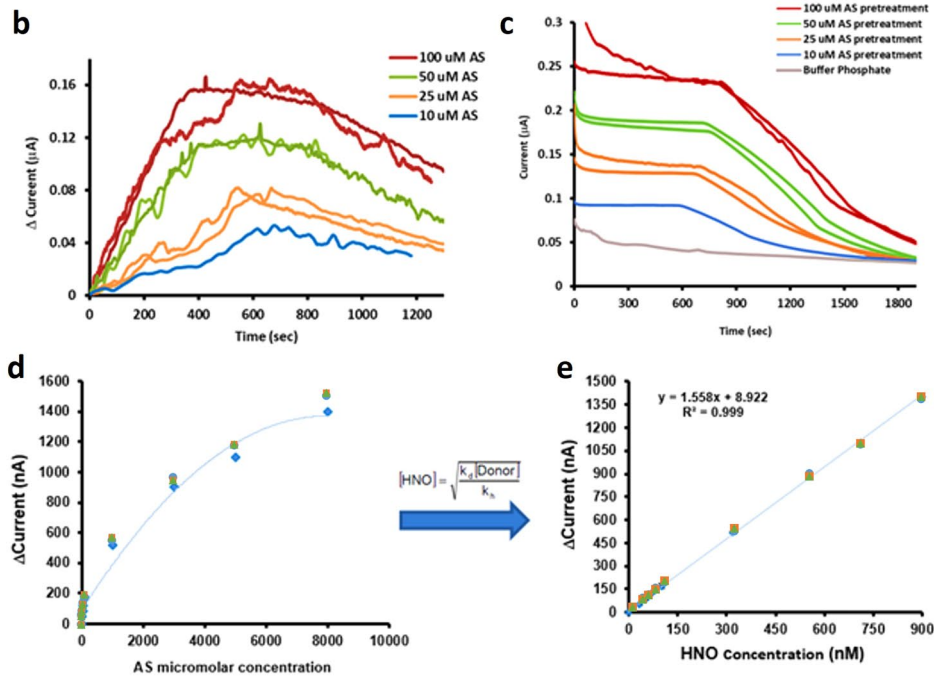 b
0.16
0.12
0.08
0.04
0
Δ Cureent (μA)
0 200 400 600 800 1000 1200
Time (sec)
100 uM AS
50 uM AS
25 uM AS
10 uM AS
c
0.3
0.25
0.2
0.15
0.1
0.05
0
Current (μA)
0 300 600 900 1200 1500 1800
Time (sec)
100 uM AS pretreatment
50 uM AS pretreatment
25 uM AS pretreatment
10 uM AS pretreatment
Buffer Phosphate
d
1600
1400
1200
1000
800
600
400
200
0
ΔCurrent (nA)
0 2000 4000 6000 8000 10000
AS micromolar concentration
[HNO] = √(k_d [Donor] / k_h)
e
1500
1350
1200
1050
900
750
600
450
300
150
0
ΔCurrent (nA)
y = 1.558x + 8.922
R² = 0.999
0 150 300 450 600 750 900
HNO Concentration (nM)